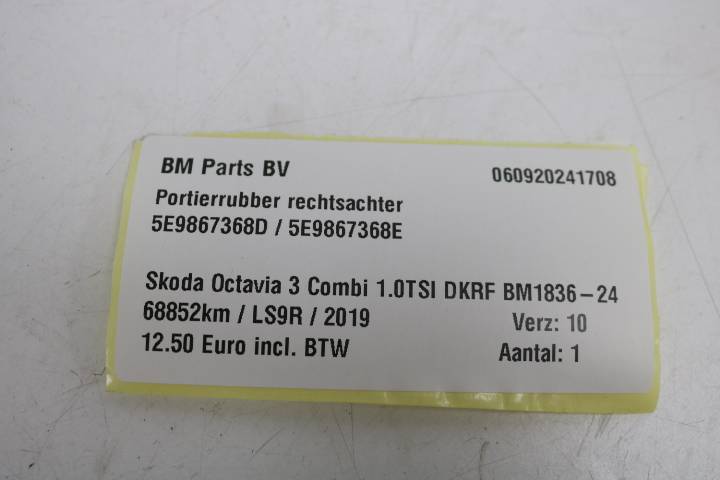 BM Parts BV 060920241708
Portierrubber rechtsachter
5E9867368D / 5E9867368E
Skoda Octavia 3 Combi 1.0TSI DKRF BM1836-24
68852km / LS9R / 2019 Verz: 10
12.50 Euro incl. BTW Aantal: 1